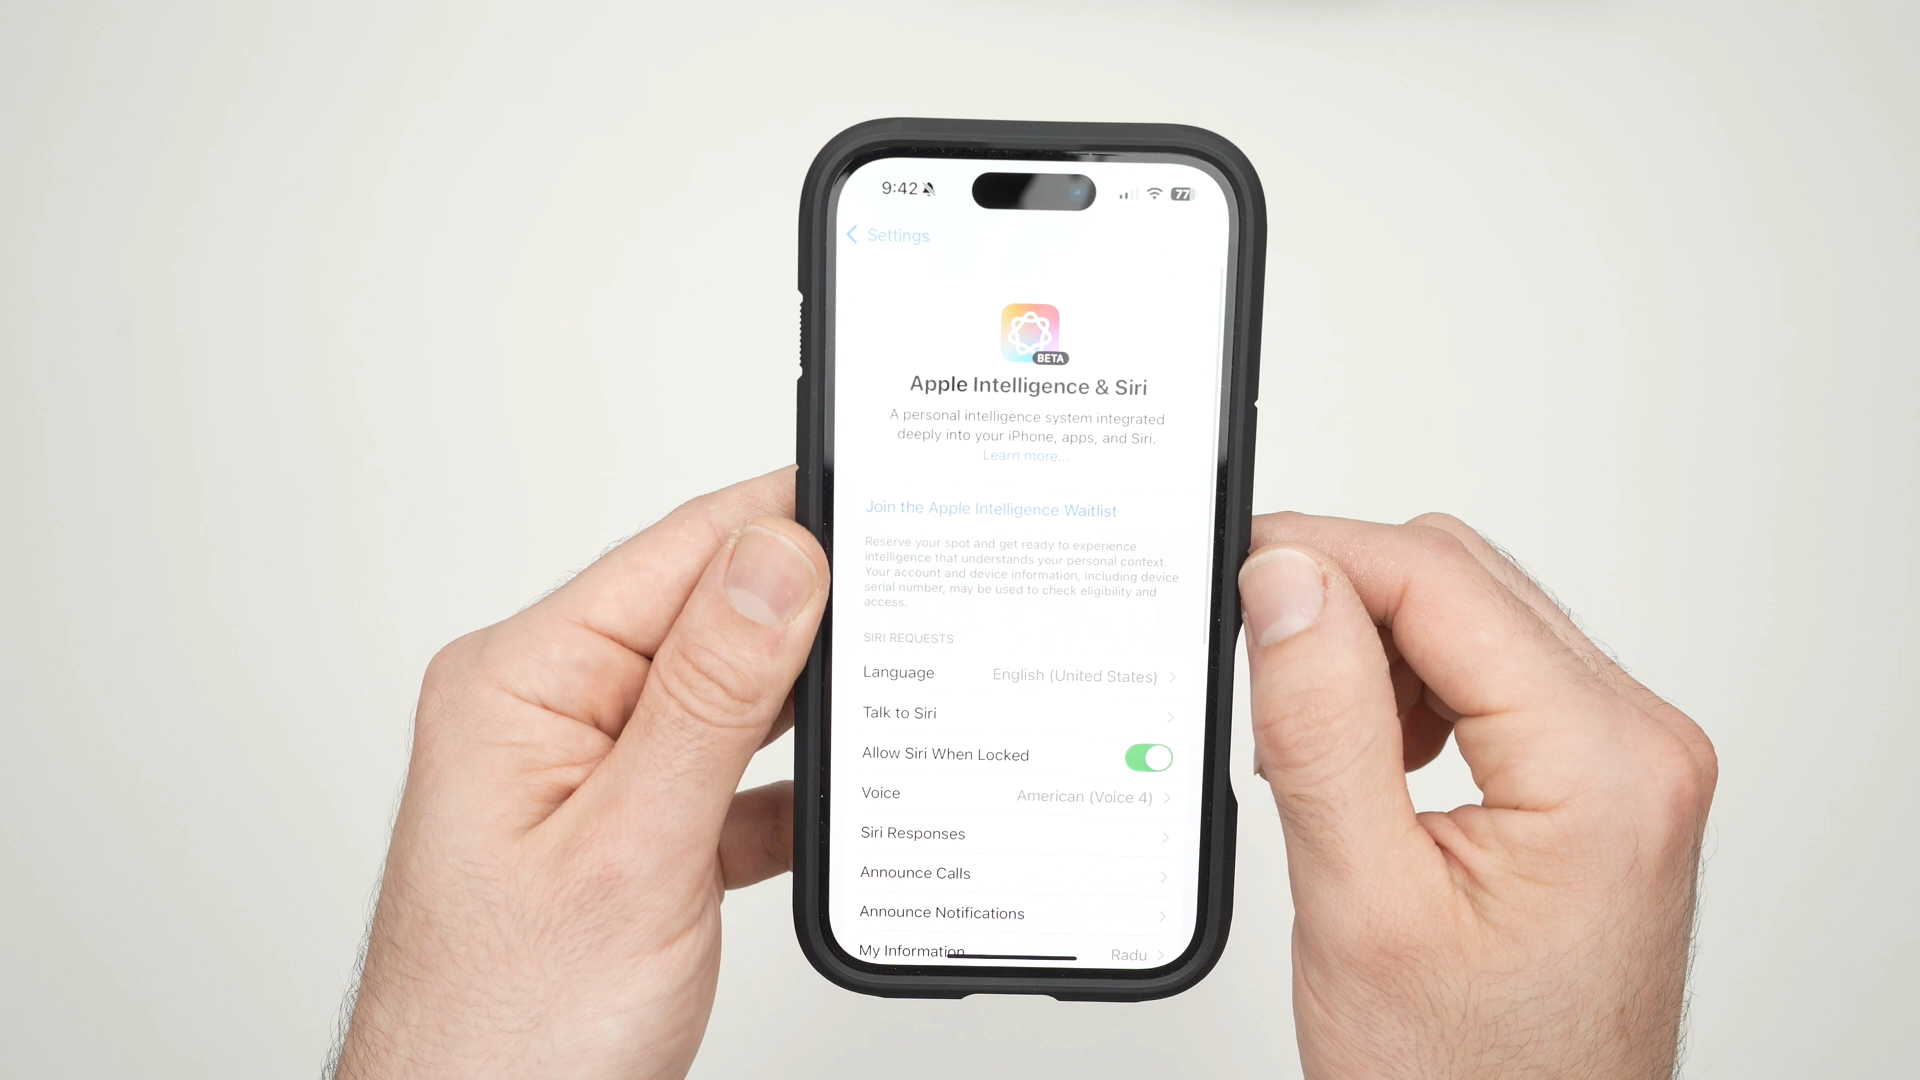 9:42
77
Settings
BETA
Apple Intelligence & Siri
A personal intelligence system integrated
deeply into your iPhone, apps, and Siri.
Learn more...
Join the Apple Intelligence Waitlist
Reserve your spot and get ready to experience
intelligence that understands your personal context.
Your account and device information, including device
serial number, may be used to check eligibility and
access.
SIRI REQUESTS
Language English (United States)
Talk to Siri
Allow Siri When Locked
Voice American (Voice 4)
Siri Responses
Announce Calls
Announce Notifications
My Information Radu